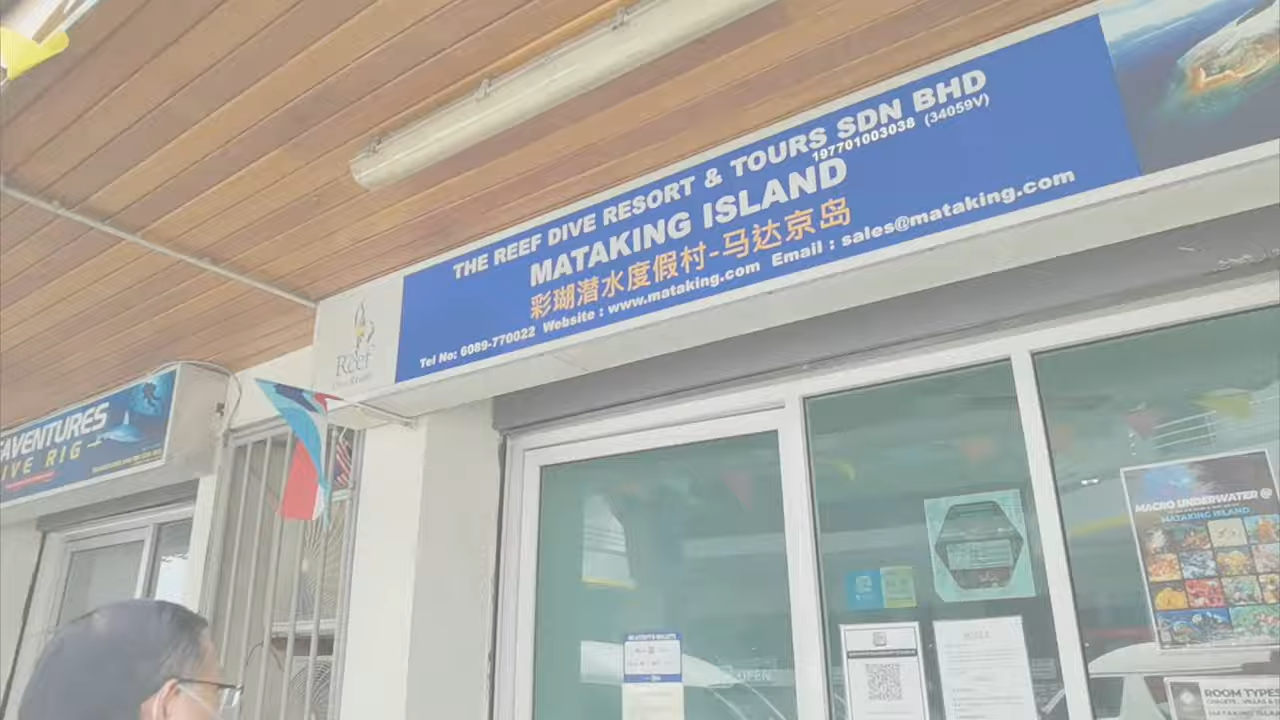 THE REEF DIVE RESORT & TOURS SDN BHD
197701003038 (34059V)
MATAKING ISLAND
彩瑚潜水度假村-马达京岛
Tel No: 6089-770022 Website : www.mataking.com Email : sales@mataking.com
Reef
AVENTURES
IVE RIG
OPEN
MACRO UNDERWATER @
MATAKING ISLAND
ROOM TYPES